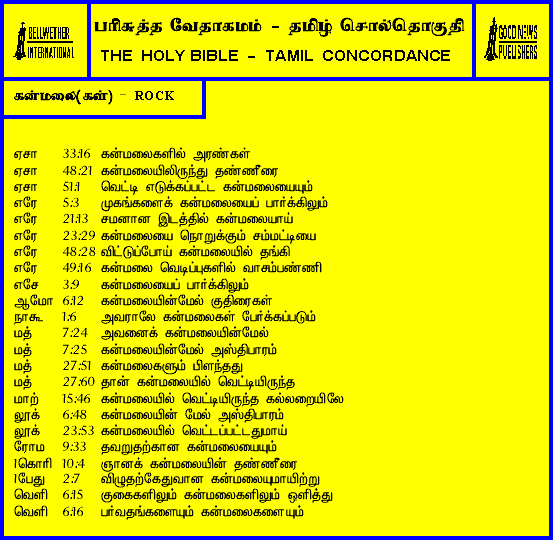 BELLWETHER
INTERNATIONAL
பரிசுத்த வேதாகமம் - தமிழ் சொல்தொகுதி
THE HOLY BIBLE - TAMIL CONCORDANCE
GOOD NEWS
PUBLISHERS
கன்மலை(கள்) - ROCK
ஏசா 33:16 கன்மலைகளில் அரண்கள்
ஏசா 48:21 கன்மலையிலிருந்து தண்ணீரை
ஏசா 51:1 வெட்டி எடுக்கப்பட்ட கன்மலையையும்
எரே 5:3 முகங்களைக் கன்மலையைப் பார்க்கிலும்
எரே 21:13 சமனான இடத்தில் கன்மலையாய்
எரே 23:29 கன்மலையை நொறுக்கும் சம்மட்டியை
எரே 48:28 விட்டுப்போய் கன்மலையில் தங்கி
எரே 49:16 கன்மலை வெடிப்புகளில் வாசம்பண்ணி
எசே 3:9 கன்மலையைப் பார்க்கிலும்
ஆமோ 6:12 கன்மலையின்மேல் குதிரைகள்
நாகூ 1:6 அவராலே கன்மலைகள் பேர்க்கப்படும்
மத் 7:24 அவனைக் கன்மலையின்மேல்
மத் 7:25 கன்மலையின்மேல் அஸ்திபாரம்
மத் 27:51 கன்மலைகளும் பிளந்தது
மத் 27:60 தான் கன்மலையில் வெட்டியிருந்த
மாற் 15:46 கன்மலையில் வெட்டியிருந்த கல்லறையிலே
லூக் 6:48 கன்மலையின் மேல் அஸ்திபாரம்
லூக் 23:53 கன்மலையில் வெட்டப்பட்டதுமாய்
ரோம 9:33 தவறுதற்கான கன்மலையையும்
1கொரி 10:4 ஞானக் கன்மலையின் தண்ணீரை
1பேது 2:7 விழுதற்கேதுவான கன்மலையுமாயிற்று
வெளி 6:15 குகைகளிலும் கன்மலைகளிலும் ஒளித்து
வெளி 6:16 பர்வதங்களையும் கன்மலைகளையும்